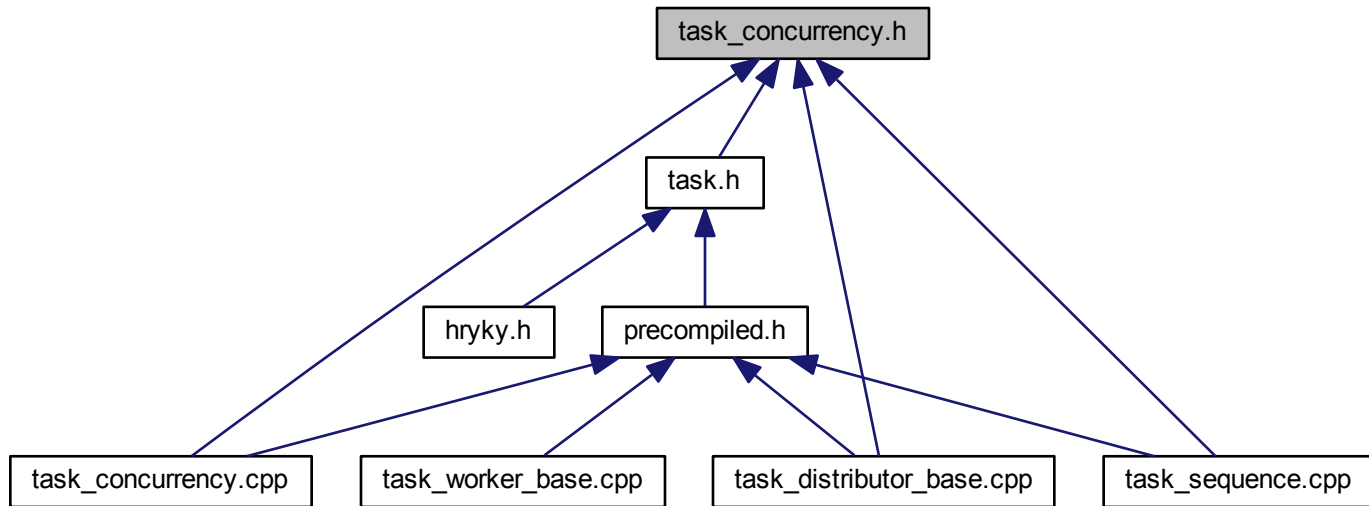 task_concurrency.h
task.h
hryky.h
precompiled.h
task_concurrency.cpp
task_worker_base.cpp
task_distributor_base.cpp
task_sequence.cpp